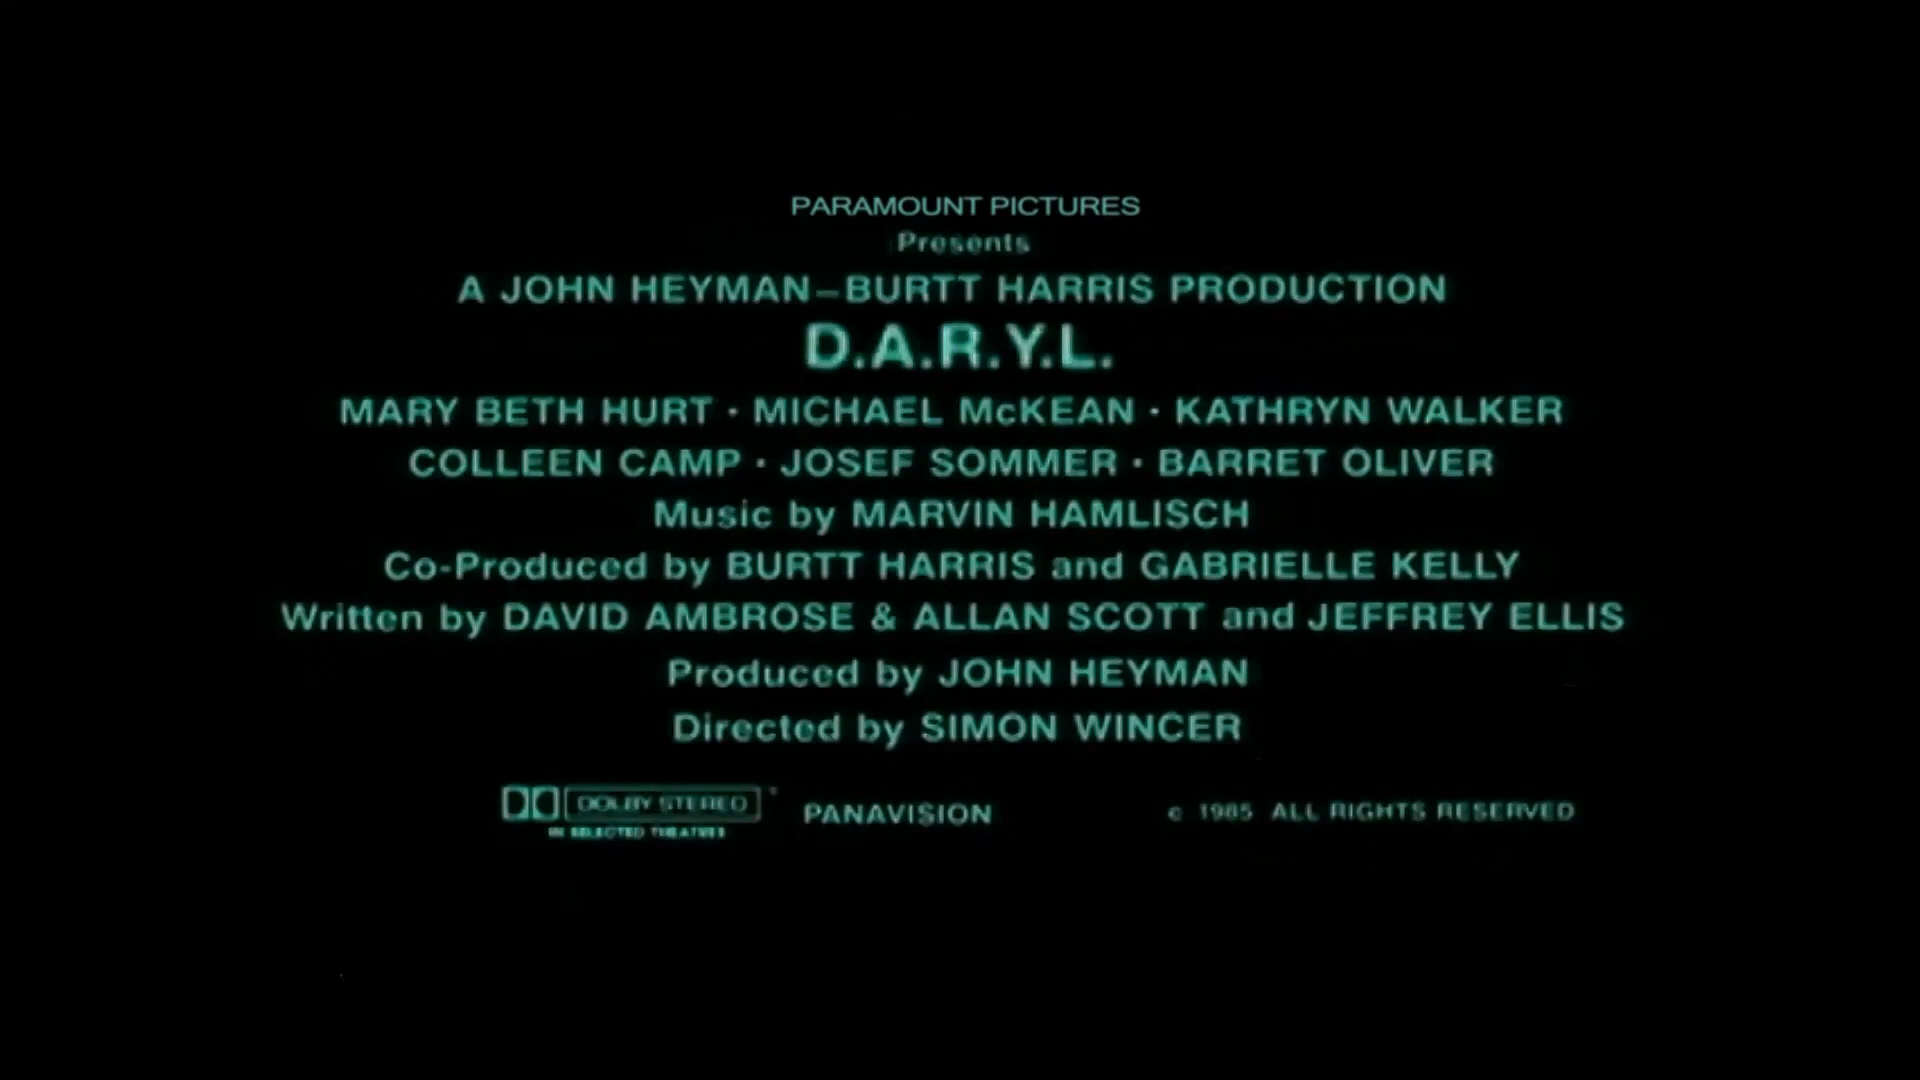 PARAMOUNT PICTURES
Presents
A JOHN HEYMAN–BURTT HARRIS PRODUCTION
D.A.R.Y.L.
MARY BETH HURT · MICHAEL McKEAN · KATHRYN WALKER
COLLEEN CAMP · JOSEF SOMMER · BARRET OLIVER
Music by MARVIN HAMLISCH
Co-Produced by BURTT HARRIS and GABRIELLE KELLY
Written by DAVID AMBROSE & ALLAN SCOTT and JEFFREY ELLIS
Produced by JOHN HEYMAN
Directed by SIMON WINCER
DOLBY STEREO PANAVISION © 1985 ALL RIGHTS RESERVED
IN SELECTED THEATRES